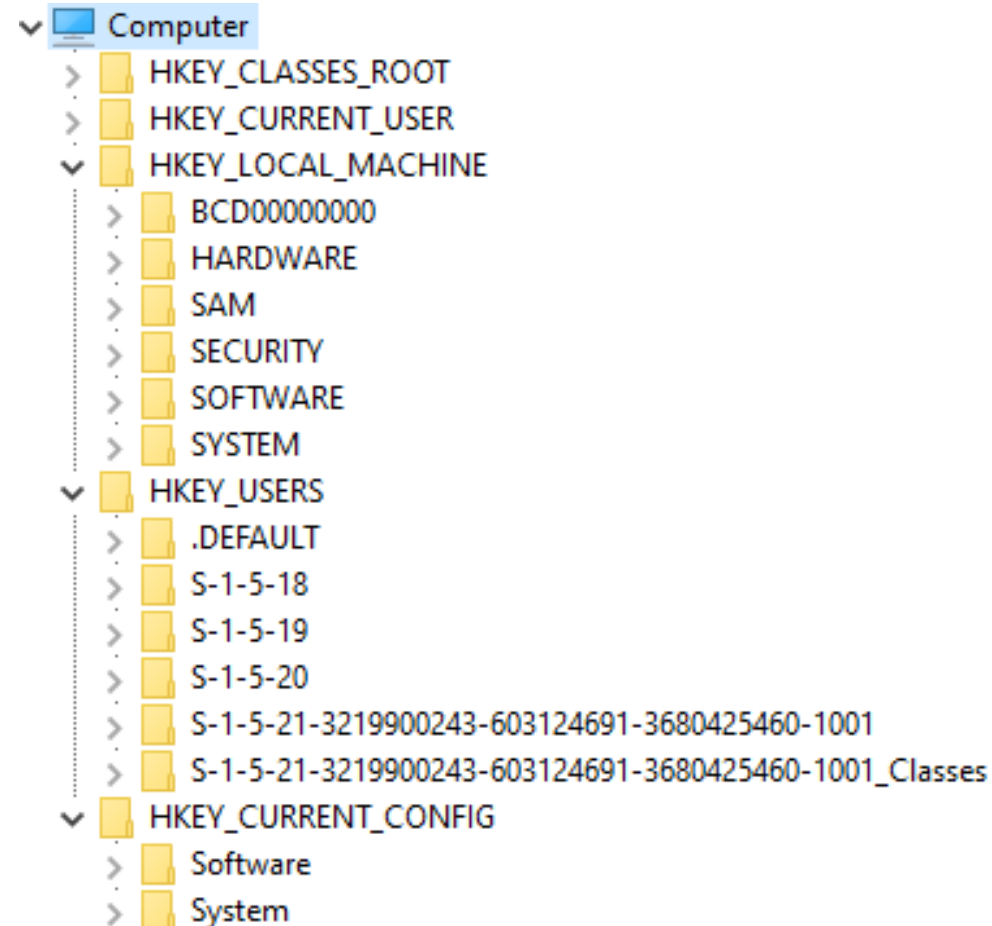 Computer
HKEY_CLASSES_ROOT
HKEY_CURRENT_USER
HKEY_LOCAL_MACHINE
BCD00000000
HARDWARE
SAM
SECURITY
SOFTWARE
SYSTEM
HKEY_USERS
.DEFAULT
S-1-5-18
S-1-5-19
S-1-5-20
S-1-5-21-3219900243-603124691-3680425460-1001
S-1-5-21-3219900243-603124691-3680425460-1001_Classes
HKEY_CURRENT_CONFIG
Software
System